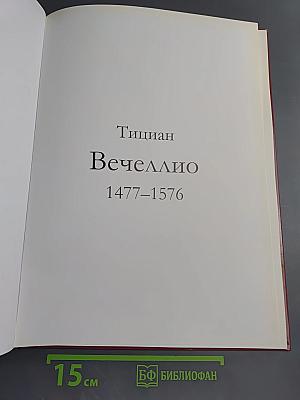 Тициан
Вечеллио
1477–1576
15 см
БФ БИБЛИОФАН